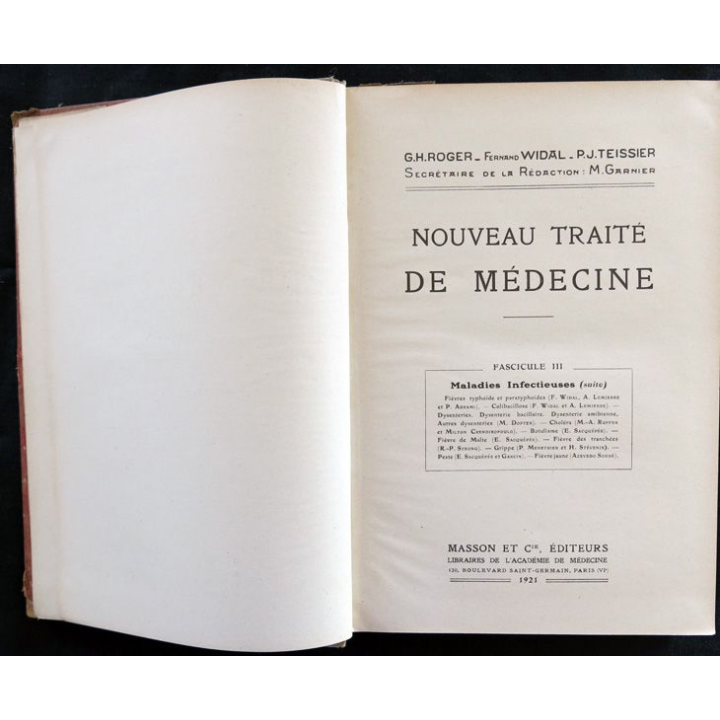 G.H.ROGER _ FERNAND WIDAL _ P.J.TEISSIER
SECRÉTAIRE DE LA RÉDACTION : M. GARNIER
NOUVEAU TRAITÉ
DE MÉDECINE
FASCICULE III
Maladies Infectieuses (suite)
Fièvres typhoïde et paratyphoïdes (F. WIDAL, A. LEMIERRE
et P. ABRAMI). — Colibacillose (F. WIDAL et A. LEMIERRE). —
Dysenteries. Dysenterie bacillaire. Dysenterie amibienne.
Autres dysenteries (M. DOPTER). — Choléra (M.-A. RUFFER
et MILTON CRENDIROPOULO). — Botulisme (E. SACQUÉPÉE). —
Fièvre de Malte (E. SACQUÉPÉE). — Fièvre des tranchées
(R.-P. STRONG). — Grippe (P. MENETRIER et H. STÉVENIN). —
Peste (E. SACQUÉPÉE et GARCIN). — Fièvre jaune (AZEVEDO SODRÉ).
MASSON ET Cie, ÉDITEURS
LIBRAIRES DE L'ACADÉMIE DE MÉDECINE
120, BOULEVARD SAINT-GERMAIN, PARIS (VIe)
1921